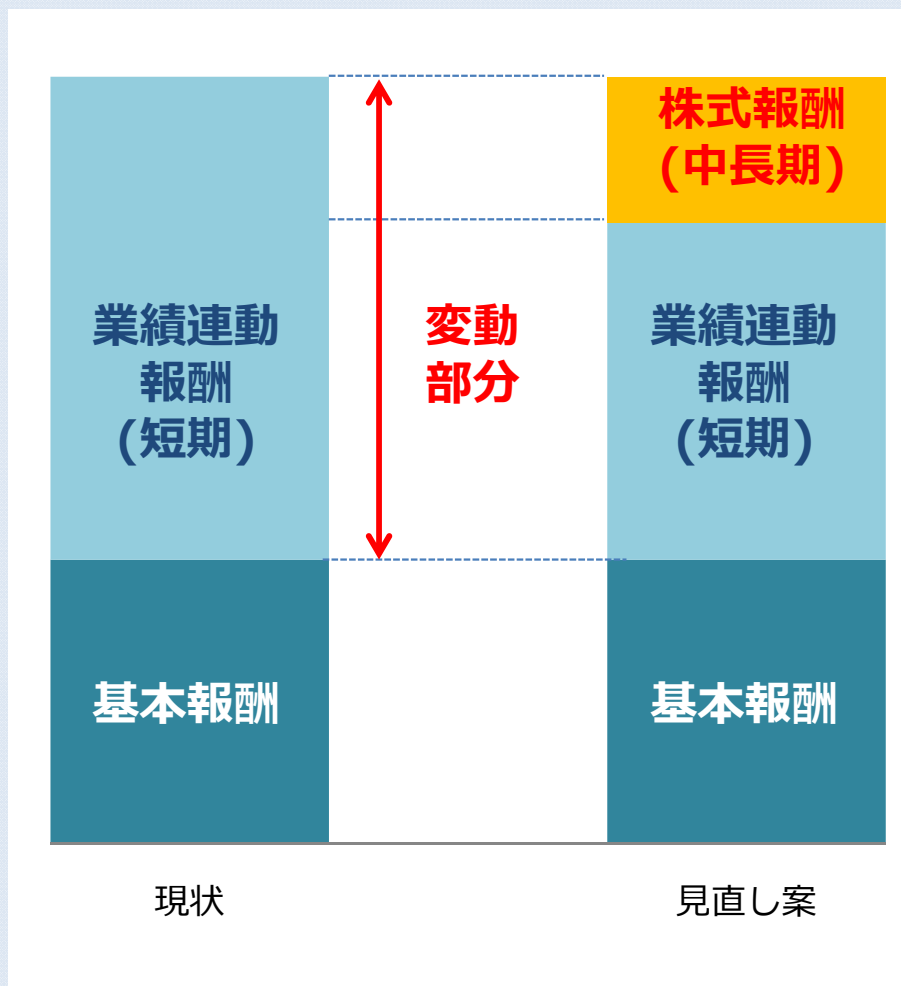 業績連動
報酬
(短期)
基本報酬
変動
部分
株式報酬
(中長期)
業績連動
報酬
(短期)
基本報酬
現状
見直し案